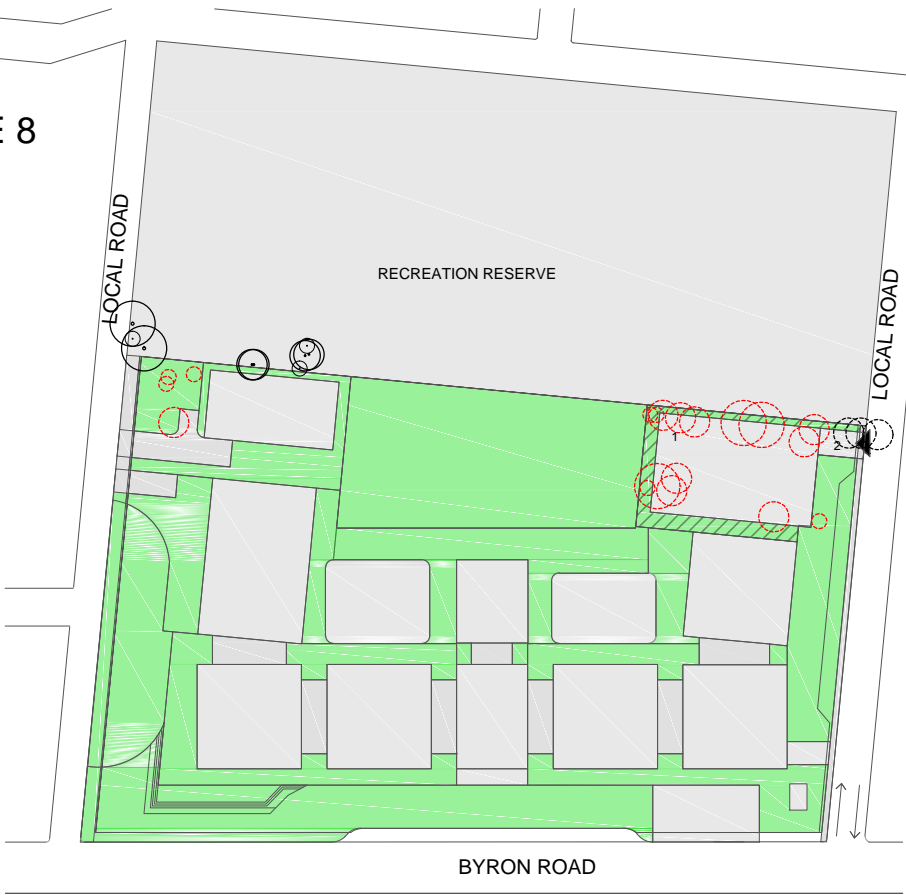 E 8
LOCAL ROAD
RECREATION RESERVE
LOCAL ROAD
1
2
BYRON ROAD